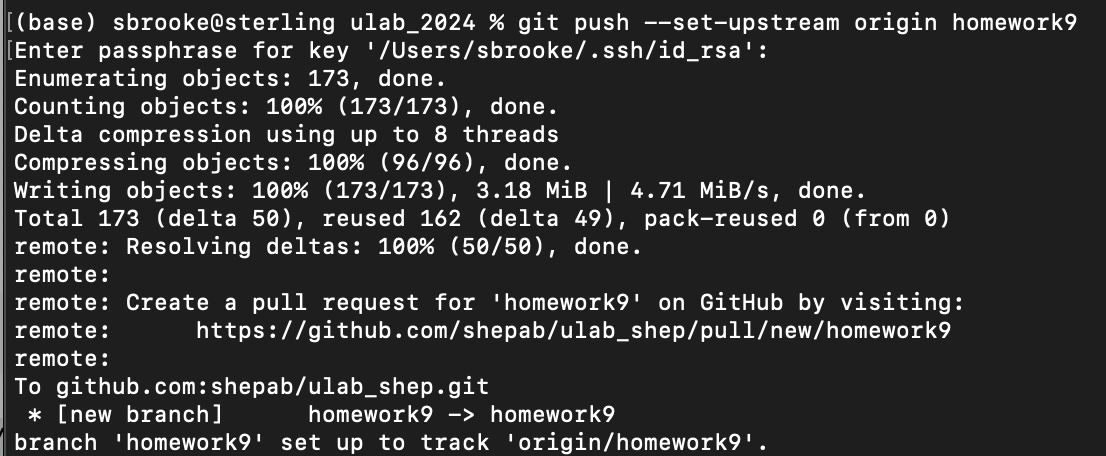 [(base) sbrooke@sterling ulab_2024 % git push --set-upstream origin homework9
[Enter passphrase for key '/Users/sbrooke/.ssh/id_rsa':
Enumerating objects: 173, done.
Counting objects: 100% (173/173), done.
Delta compression using up to 8 threads
Compressing objects: 100% (96/96), done.
Writing objects: 100% (173/173), 3.18 MiB | 4.71 MiB/s, done.
Total 173 (delta 50), reused 162 (delta 49), pack-reused 0 (from 0)
remote: Resolving deltas: 100% (50/50), done.
remote:
remote: Create a pull request for 'homework9' on GitHub by visiting:
remote:      https://github.com/shepab/ulab_shep/pull/new/homework9
remote:
To github.com:shepab/ulab_shep.git
 * [new branch]      homework9 -> homework9
branch 'homework9' set up to track 'origin/homework9'.